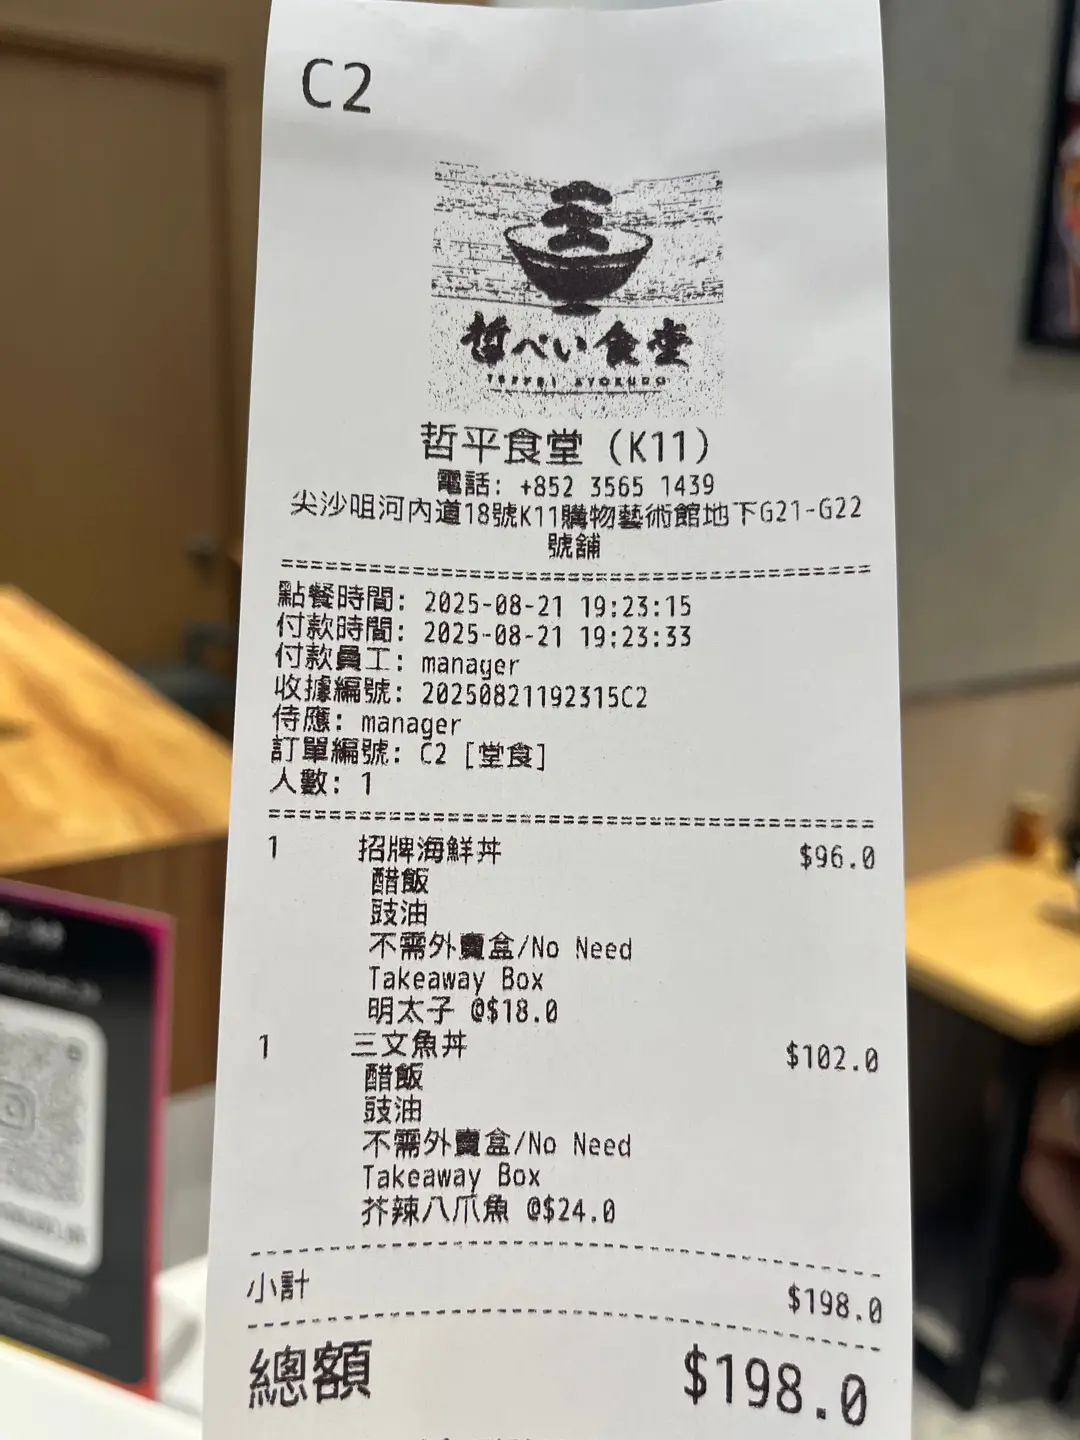 C2
哲ぺい食堂
TEPPEI SYOKUDO
哲平食堂 (K11)
電話: +852 3565 1439
尖沙咀河內道18號K11購物藝術館地下G21-G22
號舖
點餐時間: 2025-08-21 19:23:15
付款時間: 2025-08-21 19:23:33
付款員工: manager
收據編號: 20250821192315C2
侍應: manager
訂單編號: C2 [堂食]
人數: 1
1 招牌海鮮丼 $96.0
醋飯
豉油
不需外賣盒/No Need
Takeaway Box
明太子 @$18.0
1 三文魚丼 $102.0
醋飯
豉油
不需外賣盒/No Need
Takeaway Box
芥辣八爪魚 @$24.0
小計 $198.0
總額 $198.0